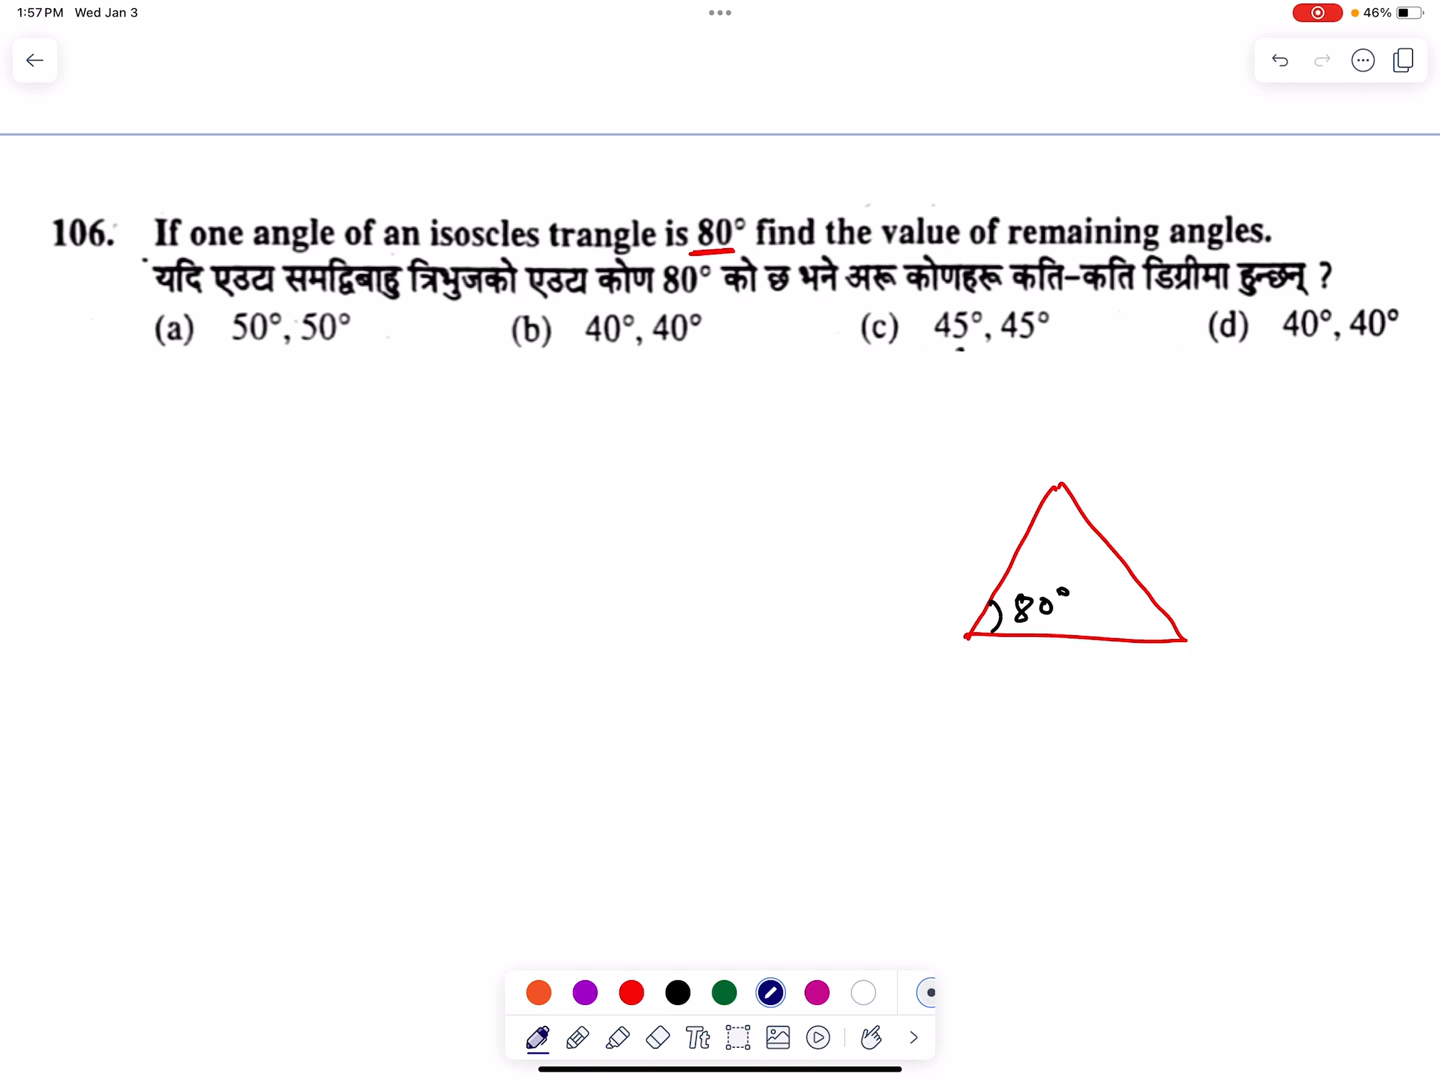 1:57 PM Wed Jan 3
46%
106. If one angle of an isoscles trangle is 80° find the value of remaining angles.
यदि एउटा समद्विबाहु त्रिभुजको एउटा कोण 80° को छ भने अरू कोणहरू कति-कति डिग्रीमा हुन्छन् ?
(a) 50°, 50° (b) 40°, 40° (c) 45°, 45° (d) 40°, 40°
80°
Tt